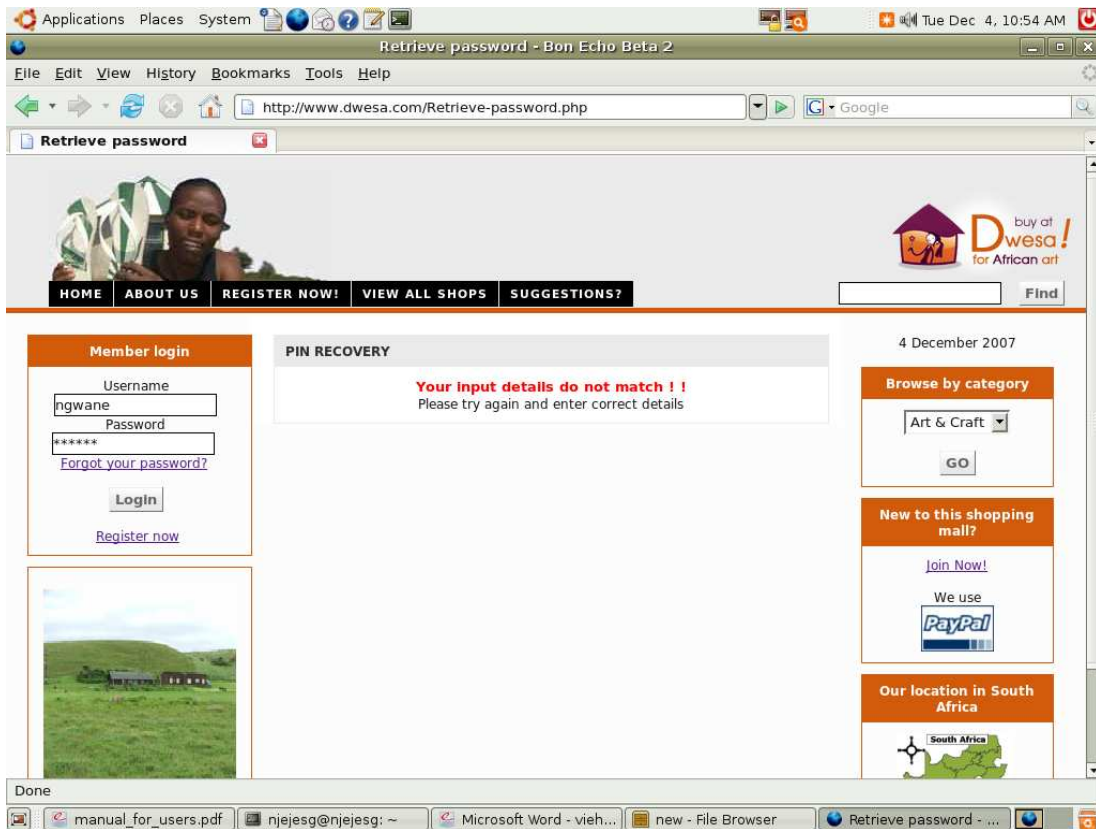 Applications Places System
Tue Dec 4, 10:54 AM
Retrieve password - Bon Echo Beta 2
File Edit View History Bookmarks Tools Help
http://www.dwesa.com/Retrieve-password.php
G Google
Retrieve password
buy at
Dwesa!
for African art
HOME ABOUT US REGISTER NOW! VIEW ALL SHOPS SUGGESTIONS?
Find
Member login
Username
ngwane
Password
******
Forgot your password?
Login
Register now
PIN RECOVERY
Your input details do not match ! !
Please try again and enter correct details
4 December 2007
Browse by category
Art & Craft
GO
New to this shopping
mall?
Join Now!
We use
PayPal
Our location in South
Africa
South Africa
Done
manual_for_users.pdf
njejesg@njejesg: ~
Microsoft Word - vieh...
new - File Browser
Retrieve password - ...